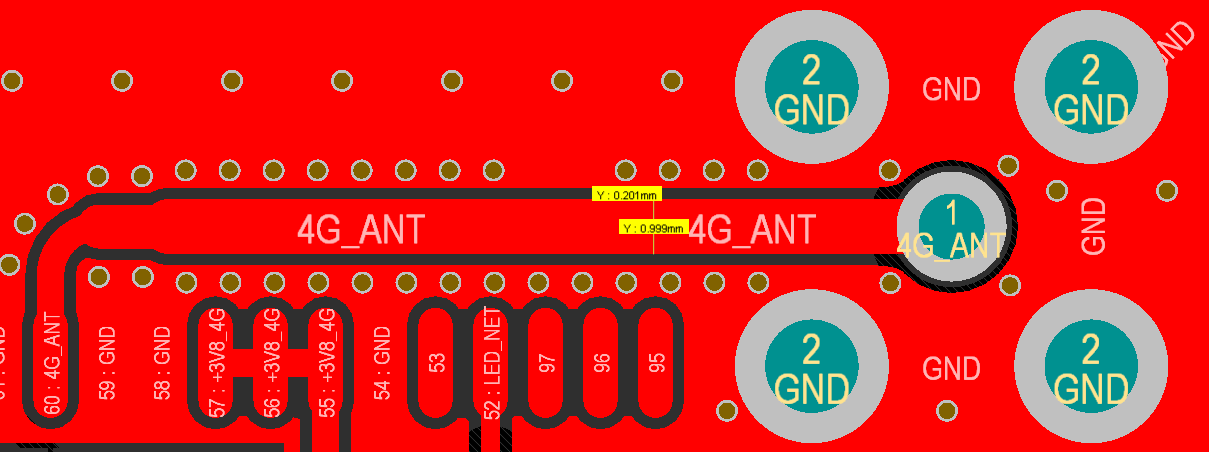 2
GND
GND
2
GND
GND
Y : 0.201mm
Y : 0.999mm
4G_ANT
4G_ANT
1
4G_ANT
GND
60 : 4G_ANT
59 : GND
58 : GND
57 : +3V8_4G
56 : +3V8_4G
55 : +3V8_4G
54 : GND
53
52 : LED_NET
97
96
95
2
GND
GND
2
GND